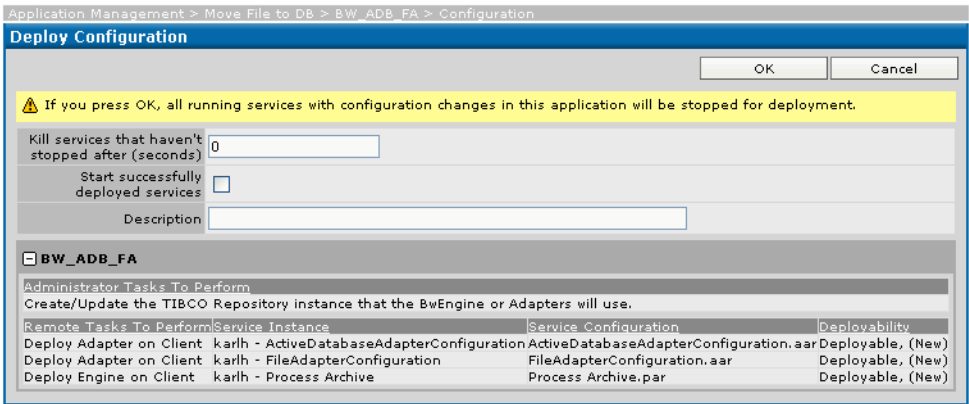 Application Management > Move File to DB > BW_ADB_FA > Configuration
Deploy Configuration
OK Cancel
If you press OK, all running services with configuration changes in this application will be stopped for deployment.
Kill services that haven't
stopped after (seconds) 0
Start successfully
deployed services
Description
BW_ADB_FA
Administrator Tasks To Perform
Create/Update the TIBCO Repository instance that the BwEngine or Adapters will use.
Remote Tasks To Perform Service Instance Service Configuration Deployability
Deploy Adapter on Client karlh - ActiveDatabaseAdapterConfiguration ActiveDatabaseAdapterConfiguration.aar Deployable, (New)
Deploy Adapter on Client karlh - FileAdapterConfiguration FileAdapterConfiguration.aar Deployable, (New)
Deploy Engine on Client karlh - Process Archive Process Archive.par Deployable, (New)